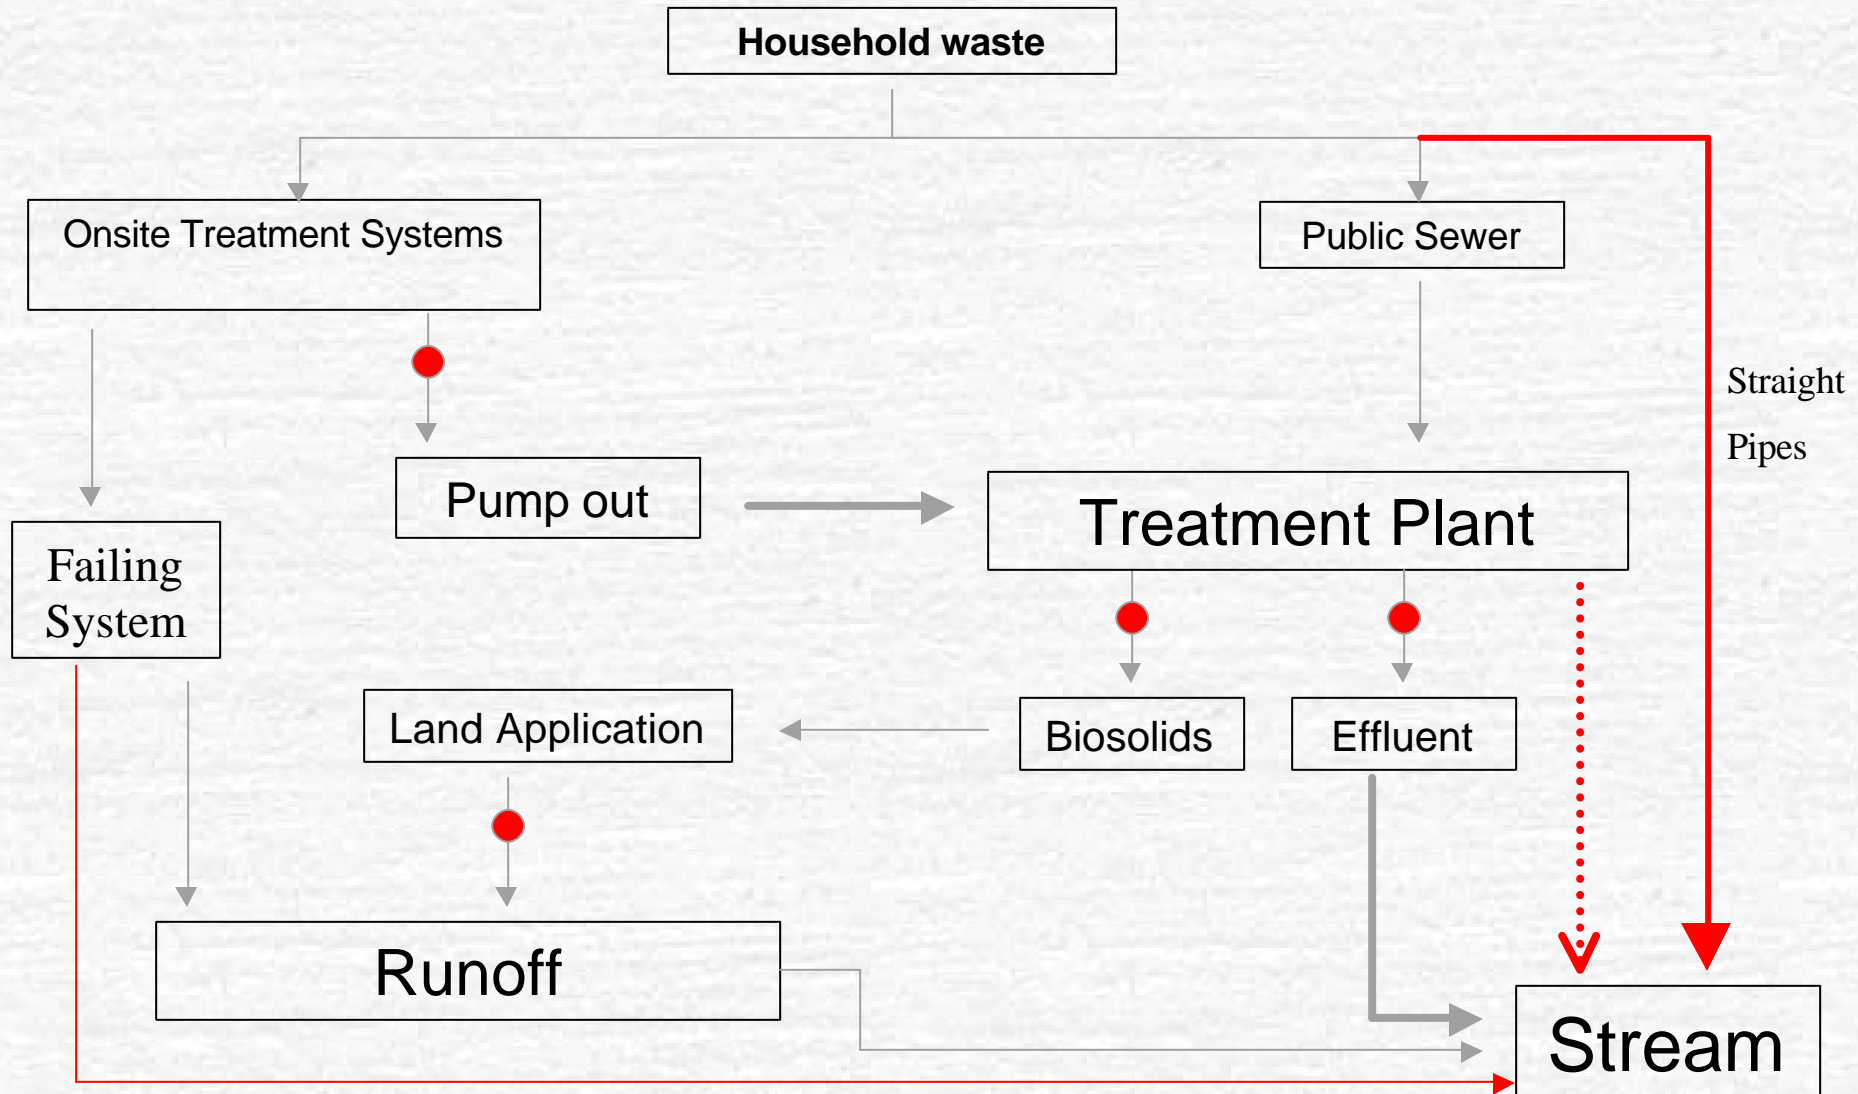 Household waste
Onsite Treatment Systems
Public Sewer
Straight
Pipes
Pump out
Treatment Plant
Failing
System
Land Application
Biosolids
Effluent
Runoff
Stream